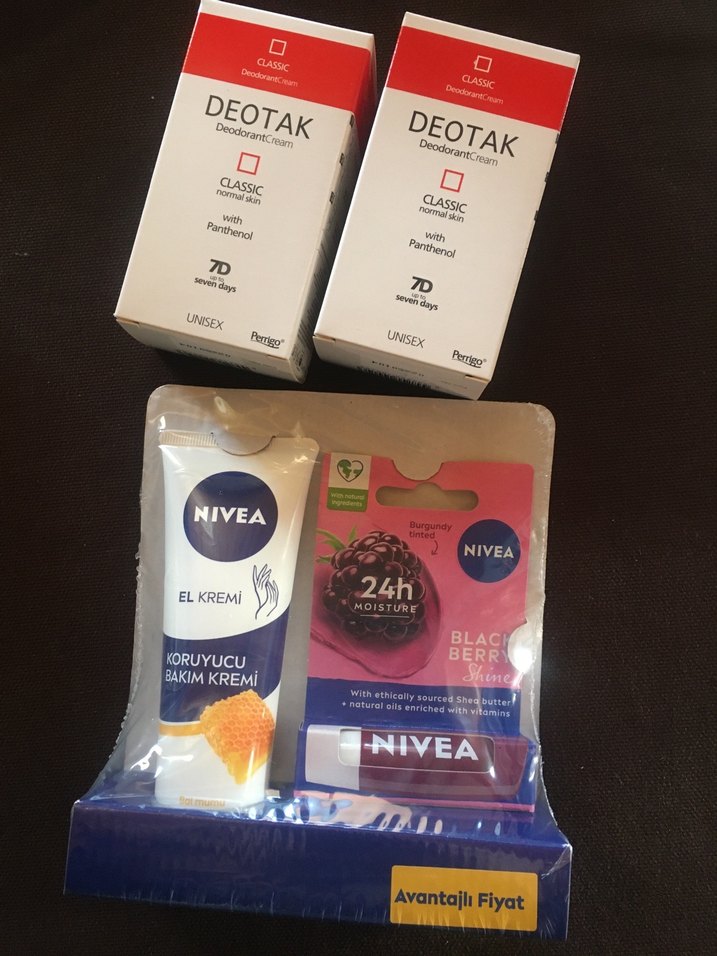 CLASSIC
DeodorantCream
DEOTAK
DeodorantCream
CLASSIC
normal skin
with
Panthenol
7D
up to
seven days
UNISEX
Perrigo®
CLASSIC
DeodorantCream
DEOTAK
DeodorantCream
CLASSIC
normal skin
with
Panthenol
7D
up to
seven days
UNISEX
Perrigo®
NIVEA
EL KREMİ
KORUYUCU
BAKIM KREMİ
Bal mumu
With natural
ingredients
Burgundy
tinted
NIVEA
24h
MOISTURE
BLACK
BERRY
Shine
With ethically sourced Shea butter
+ natural oils enriched with vitamins
NIVEA
Avantajlı Fiyat